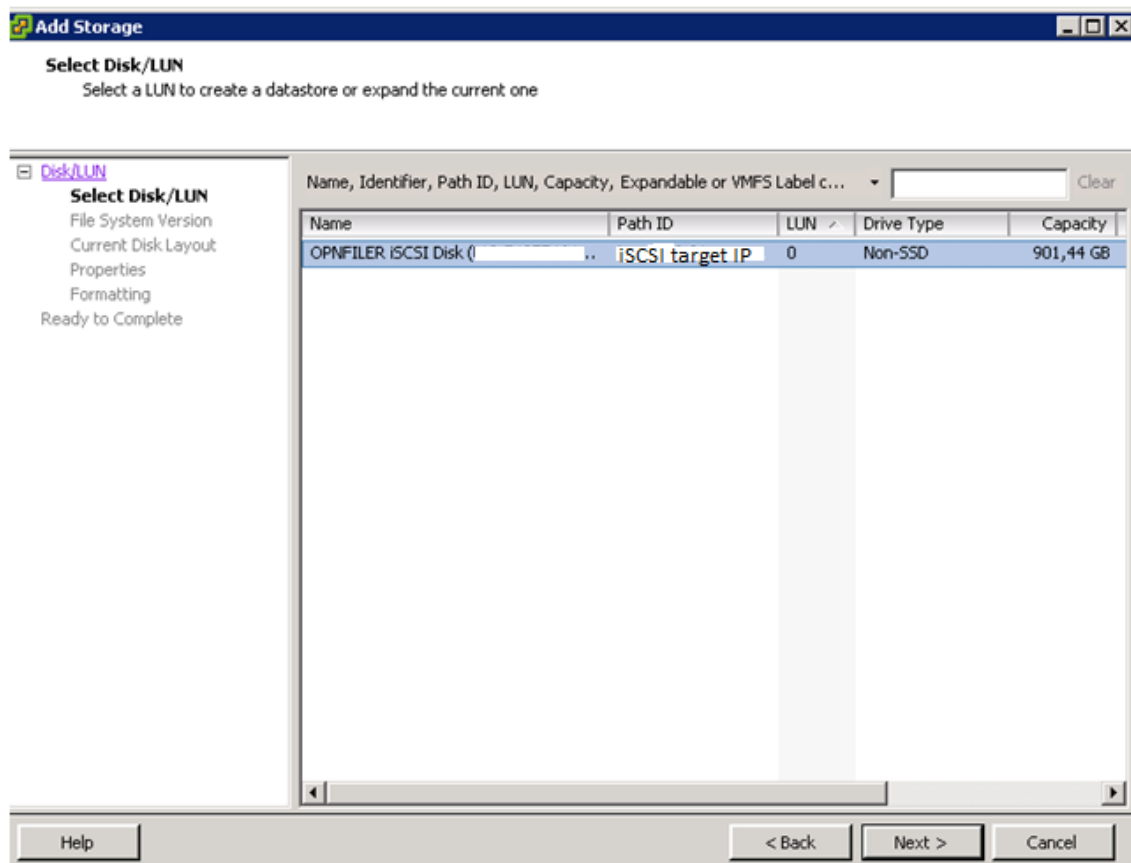 Add Storage
Select Disk/LUN
Select a LUN to create a datastore or expand the current one
Disk/LUN
Select Disk/LUN
File System Version
Current Disk Layout
Properties
Formatting
Ready to Complete
Name, Identifier, Path ID, LUN, Capacity, Expandable or VMFS Label c... Clear
Name Path ID LUN Drive Type Capacity
OPNFILER iSCSI Disk ( .. iSCSI target IP 0 Non-SSD 901,44 GB
Help < Back Next > Cancel